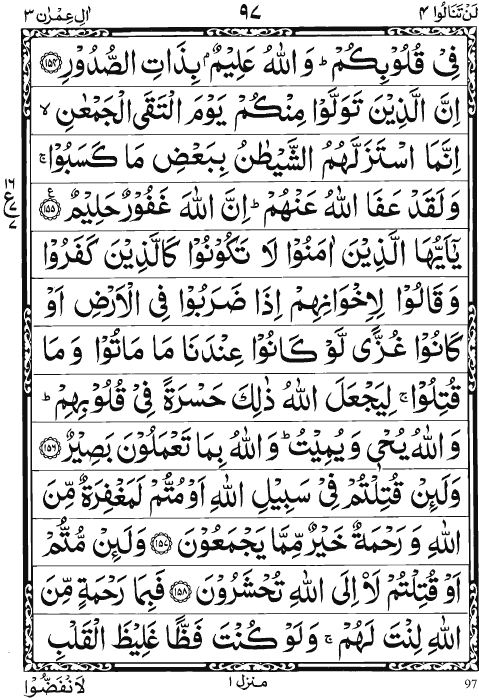 لَنْ تَنَالُوا ٤ ٩٧ اٰلِ عِمْرٰن ٣
فِیْ قُلُوْبِكُمْ ؕ وَ اللّٰهُ عَلِیْمٌۢ بِذَاتِ الصُّدُوْرِ ﴿۱۵۴﴾
اِنَّ الَّذِیْنَ تَوَلَّوْا مِنْكُمْ یَوْمَ الْتَقَی الْجَمْعٰنِ ۙ
اِنَّمَا اسْتَزَلَّهُمُ الشَّیْطٰنُ بِبَعْضِ مَا كَسَبُوْا ۚ
وَ لَقَدْ عَفَا اللّٰهُ عَنْهُمْ ؕ اِنَّ اللّٰهَ غَفُوْرٌ حَلِیْمٌ ﴿۱۵۵﴾ ع
١٦
ع ٧
٧
یٰۤاَیُّهَا الَّذِیْنَ اٰمَنُوْا لَا تَكُوْنُوْا كَالَّذِیْنَ كَفَرُوْا
وَ قَالُوْا لِاِخْوَانِهِمْ اِذَا ضَرَبُوْا فِی الْاَرْضِ اَوْ
كَانُوْا غُزًّی لَّوْ كَانُوْا عِنْدَنَا مَا مَاتُوْا وَ مَا
قُتِلُوْا ۚ لِیَجْعَلَ اللّٰهُ ذٰلِكَ حَسْرَةً فِیْ قُلُوْبِهِمْ ؕ
وَ اللّٰهُ یُحْیٖ وَ یُمِیْتُ ؕ وَ اللّٰهُ بِمَا تَعْمَلُوْنَ بَصِیْرٌ ﴿۱۵۶﴾
وَ لَىِٕنْ قُتِلْتُمْ فِیْ سَبِیْلِ اللّٰهِ اَوْ مُتُّمْ لَمَغْفِرَةٌ مِّنَ
اللّٰهِ وَ رَحْمَةٌ خَیْرٌ مِّمَّا یَجْمَعُوْنَ ﴿۱۵۷﴾ وَ لَىِٕنْ مُّتُّمْ
اَوْ قُتِلْتُمْ لَاۡاِلَی اللّٰهِ تُحْشَرُوْنَ ﴿۱۵۸﴾ فَبِمَا رَحْمَةٍ مِّنَ
اللّٰهِ لِنْتَ لَهُمْ ۚ وَ لَوْ كُنْتَ فَظًّا غَلِیْظَ الْقَلْبِ
97 منزل ١ لَا نْفَضُّوْا